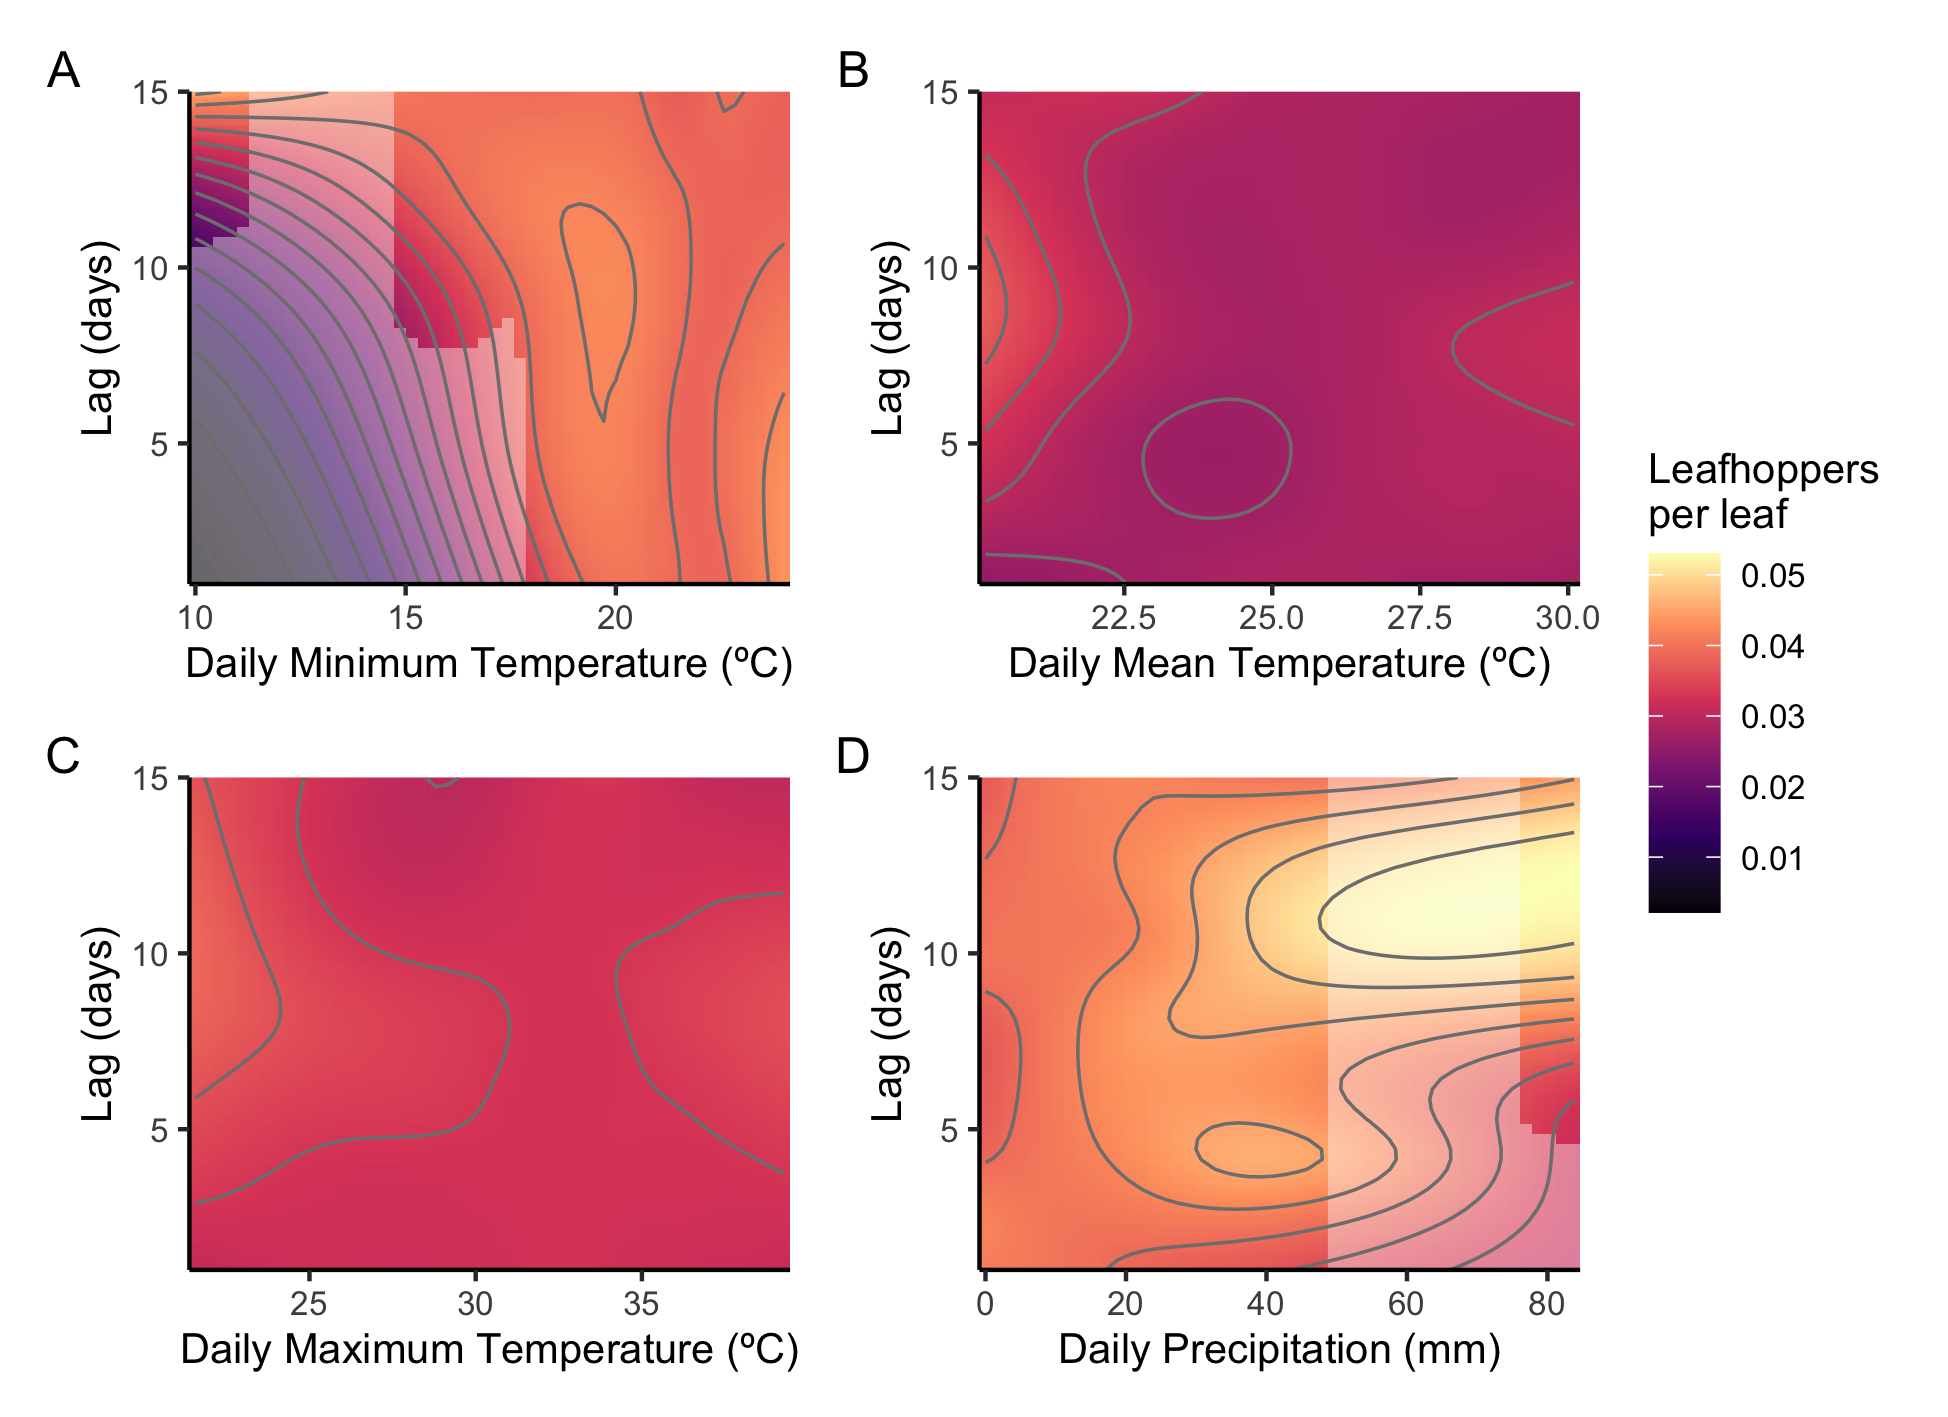 A
15
10
5
Lag (days)
10 15 20
Daily Minimum Temperature (ºC)
B
15
10
5
Lag (days)
22.5 25.0 27.5 30.0
Daily Mean Temperature (ºC)
C
15
10
5
Lag (days)
25 30 35
Daily Maximum Temperature (ºC)
D
15
10
5
Lag (days)
0 20 40 60 80
Daily Precipitation (mm)
Leafhoppers
per leaf
0.05
0.04
0.03
0.02
0.01